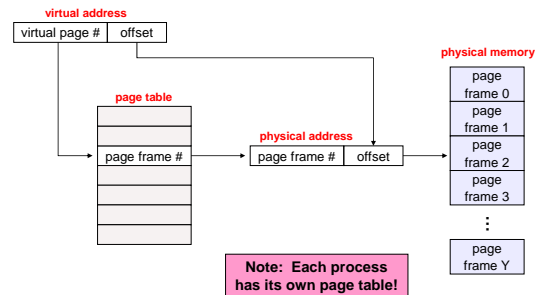 virtual address
virtual page #
offset
physical memory
page
frame 0
page
frame 1
page
frame 2
page
frame 3
page
frame Y
page table
page frame #
physical address
page frame #
offset
Note: Each process
has its own page table!